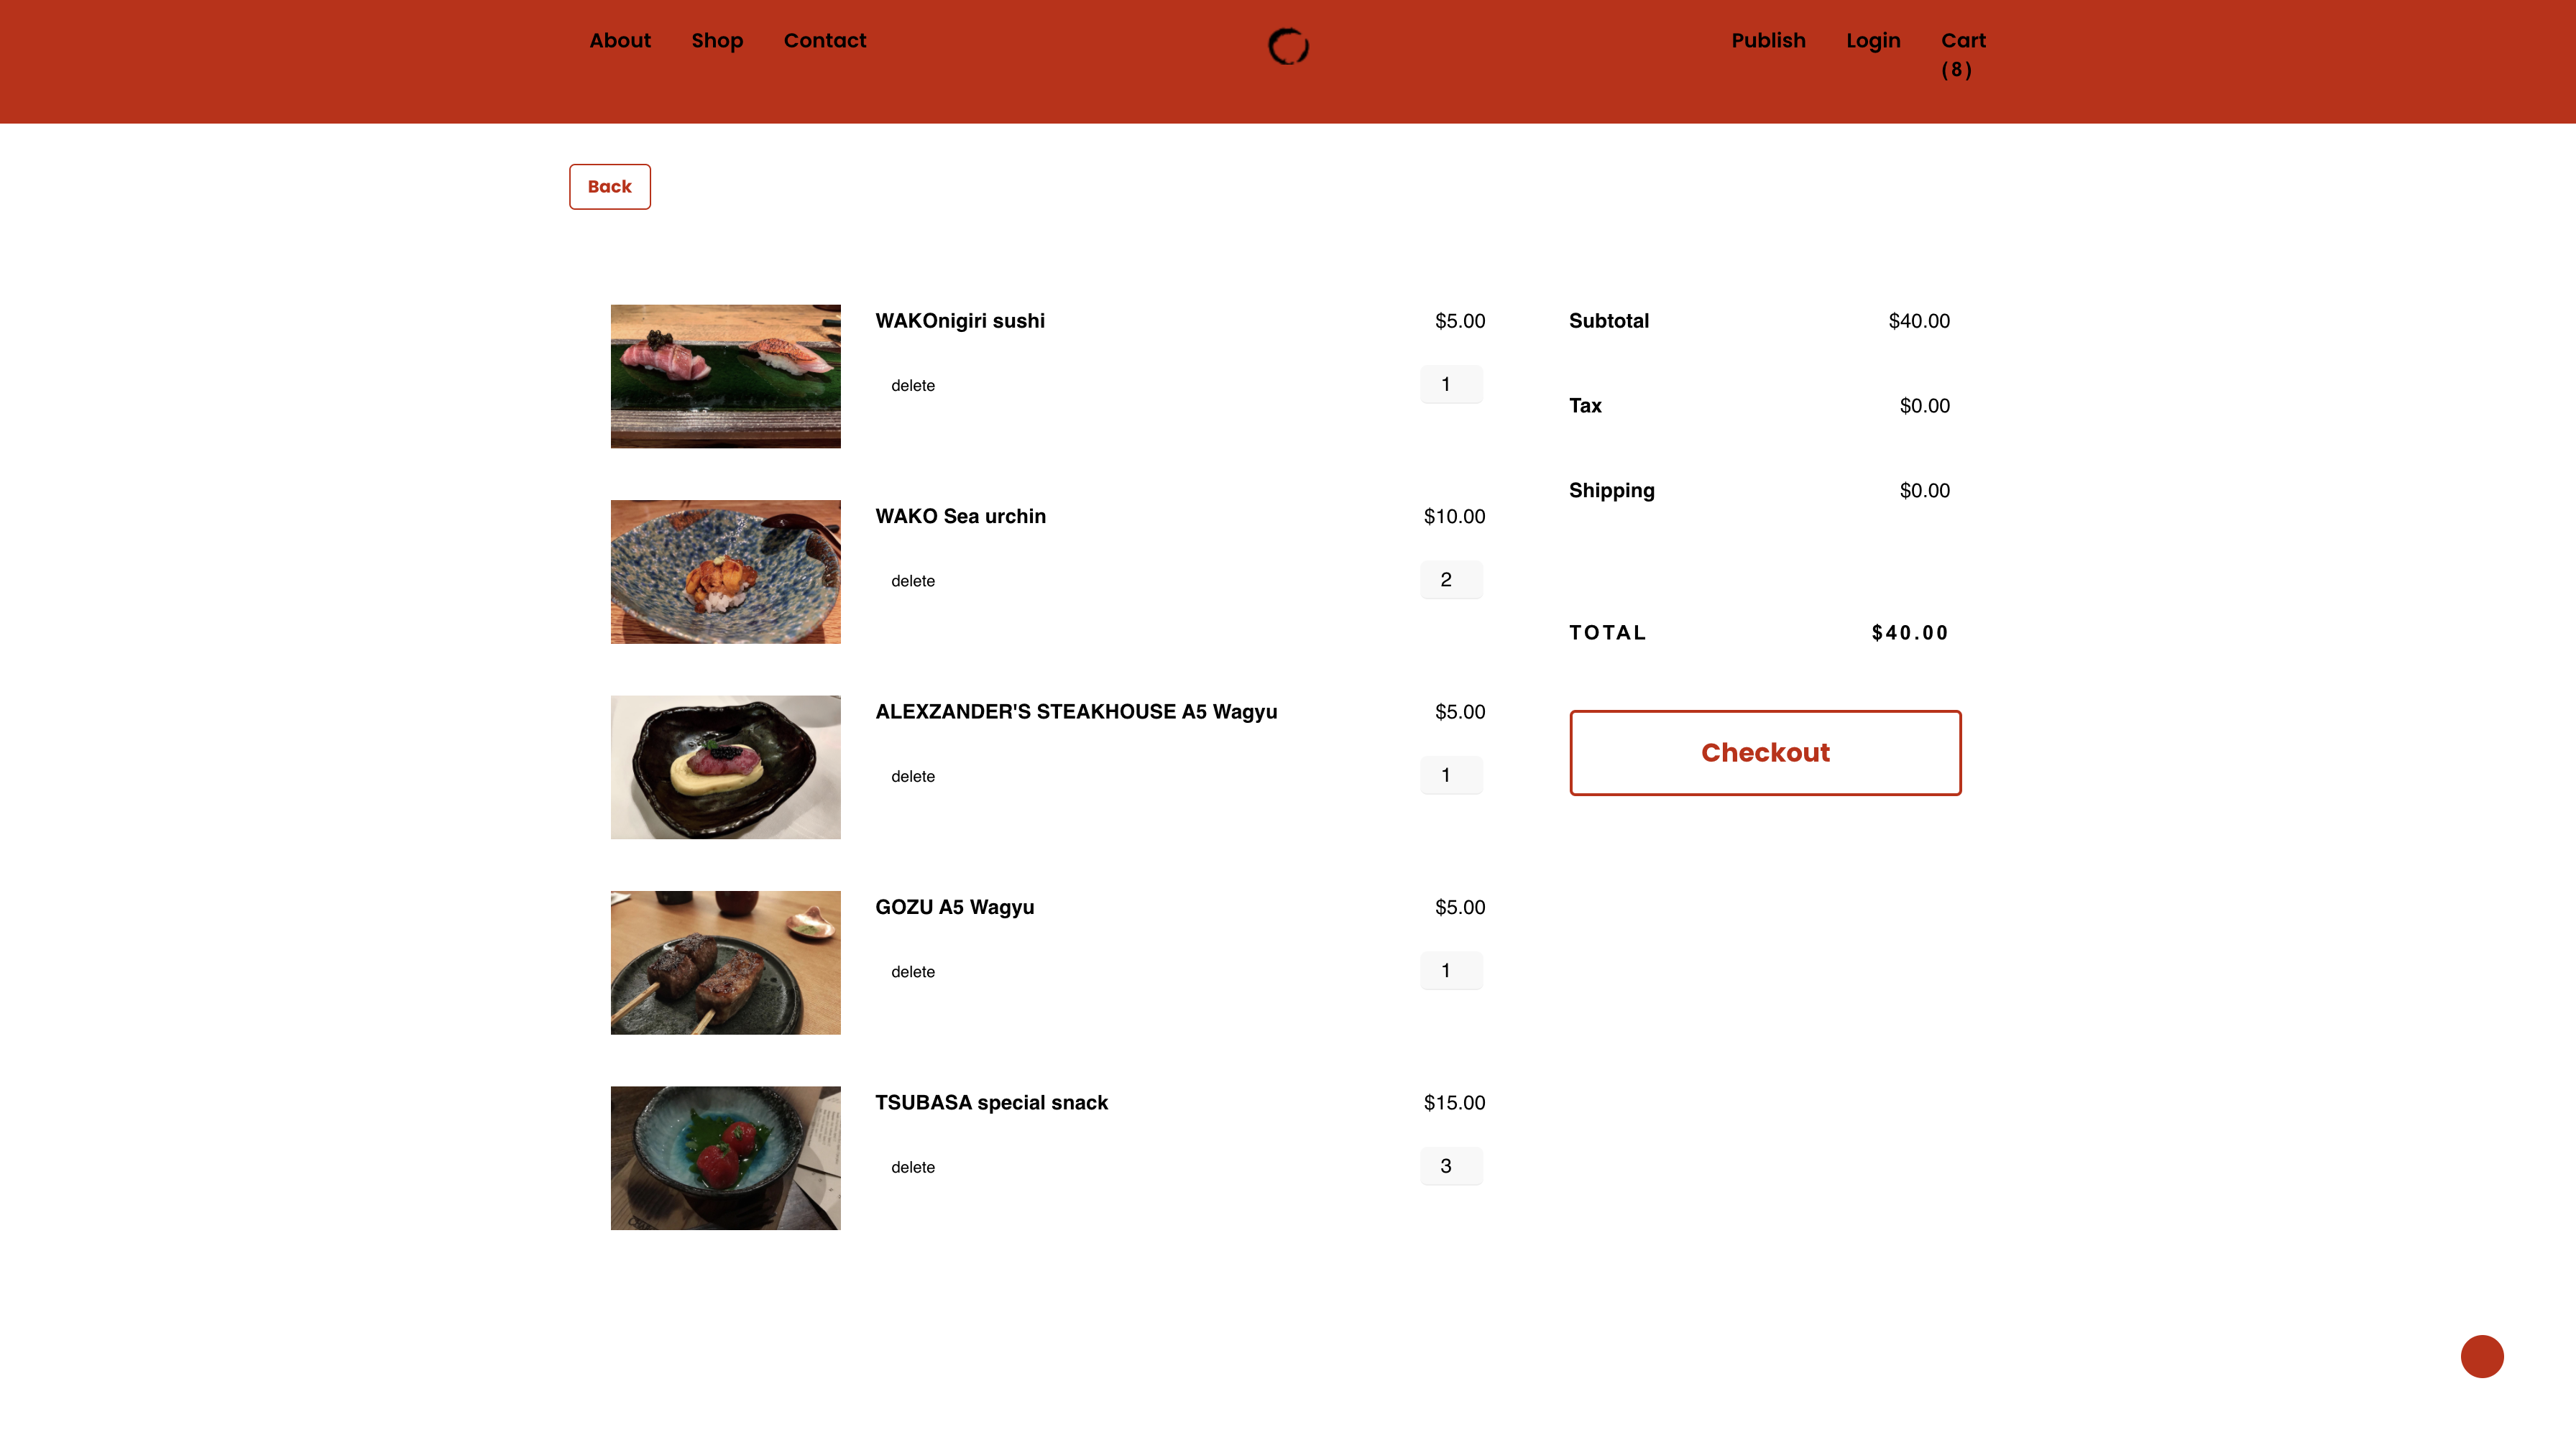 About Shop Contact
Publish Login Cart
(8)
Back
WAKOnigiri sushi $5.00
delete 1
WAKO Sea urchin $10.00
delete 2
ALEXZANDER'S STEAKHOUSE A5 Wagyu $5.00
delete 1
GOZU A5 Wagyu $5.00
delete 1
TSUBASA special snack $15.00
delete 3
Subtotal $40.00
Tax $0.00
Shipping $0.00
TOTAL $40.00
Checkout